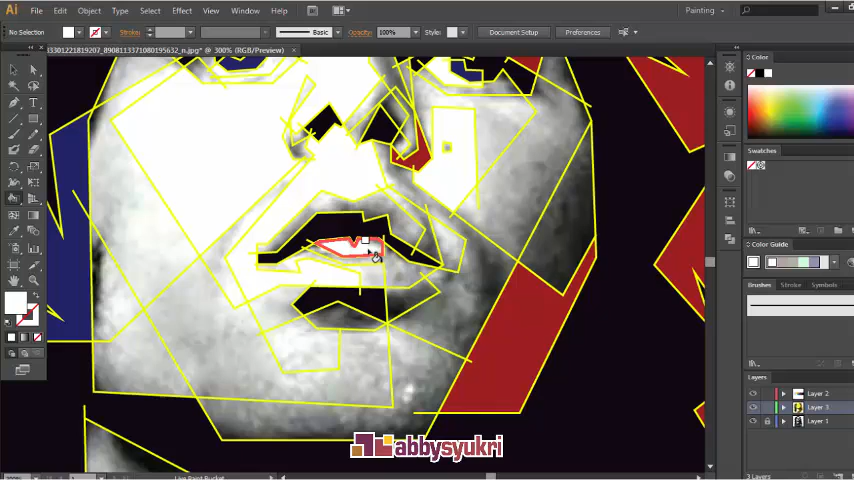 Ai File Edit Object Type Select Effect View Window Help Painting
No Selection Stroke: Basic Opacity: 100% Style: Document Setup Preferences
3301221819207_8908113371080195632_n.jpg* @ 300% (RGB/Preview) ×
Color
Swatches
Color Guide
Brushes Stroke Symbols
Layers
Layer 2
Layer 3
Layer 1
abbysyukri
Live Paint Bucket
3 Layers